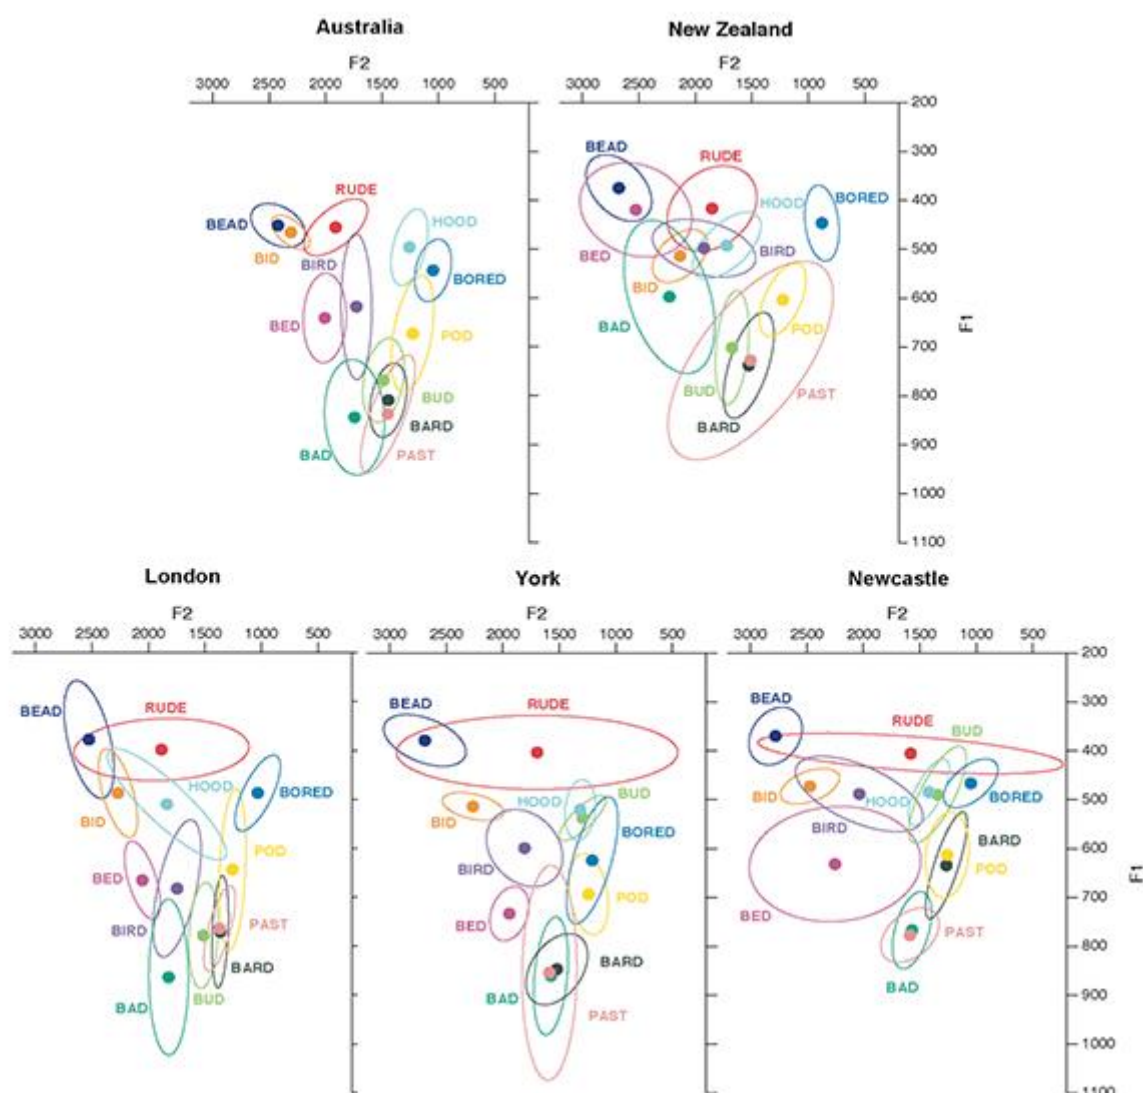 Australia
F2
3000 2500 2000 1500 1000 500
BEAD
BID
RUDE
BIRD
HOOD
BORED
BED
POD
BUD
BARD
BAD
PAST
New Zealand
F2
3000 2500 2000 1500 1000 500
200
300
400
500
600
700
800
900
1000
1100
F1
BEAD
RUDE
BORED
HOOD
BED
BIRD
BID
BAD
POD
BUD
PAST
BARD
London
F2
3000 2500 2000 1500 1000 500
BEAD
RUDE
HOOD
BORED
BID
POD
BED
BIRD
PAST
BARD
BUD
BAD
York
F2
3000 2500 2000 1500 1000 500
BEAD
RUDE
BUD
HOOD
BID
BORED
BIRD
POD
BED
BARD
BAD
PAST
Newcastle
F2
3000 2500 2000 1500 1000 500
200
300
400
500
600
700
800
900
1000
1100
F1
BEAD
RUDE
BUD
BID
HOOD
BORED
BIRD
BARD
POD
BED
PAST
BAD